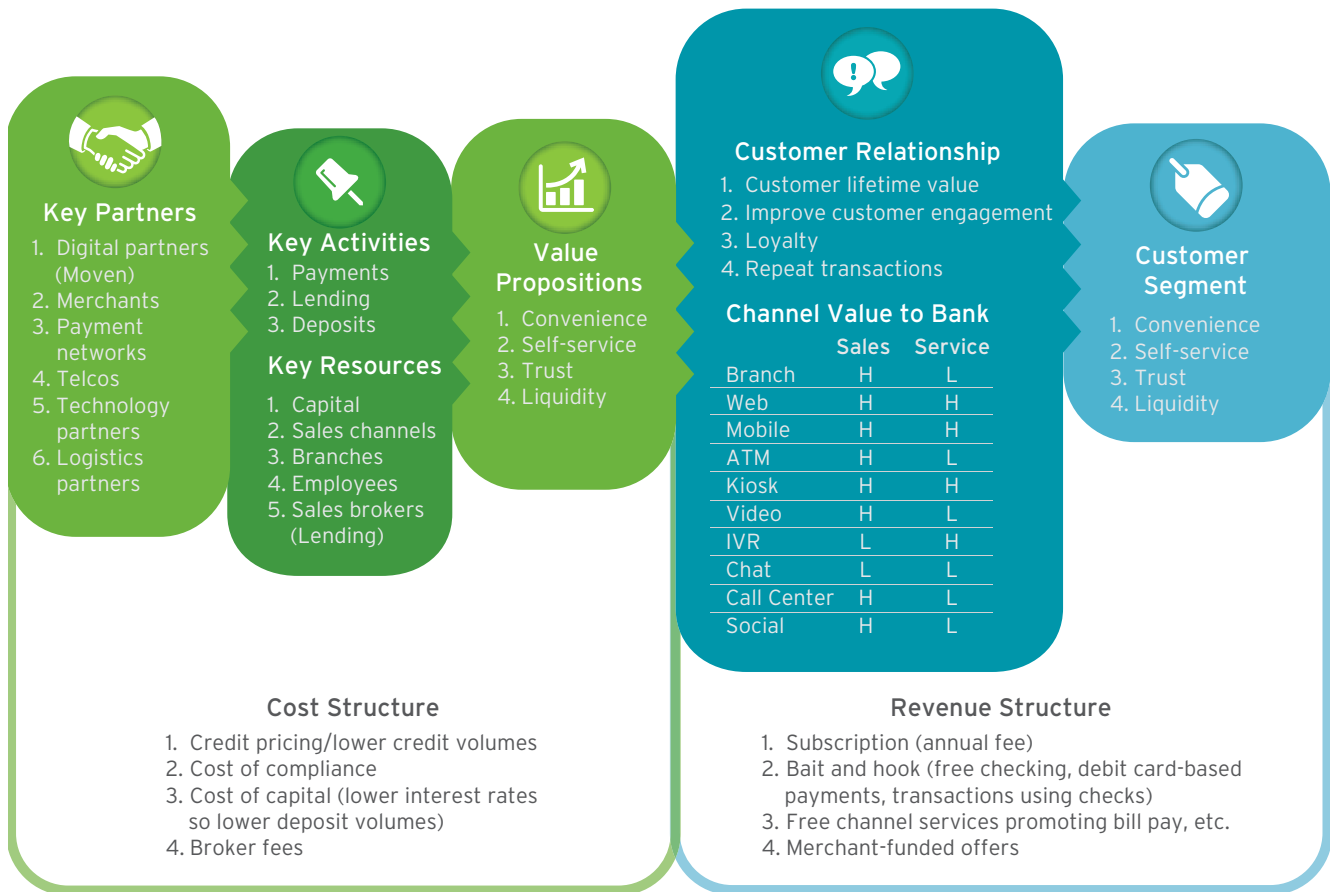 Key Partners
1. Digital partners
(Moven)
2. Merchants
3. Payment
networks
4. Telcos
5. Technology
partners
6. Logistics
partners
Key Activities
1. Payments
2. Lending
3. Deposits
Key Resources
1. Capital
2. Sales channels
3. Branches
4. Employees
5. Sales brokers
(Lending)
Value
Propositions
1. Convenience
2. Self-service
3. Trust
4. Liquidity
!
Customer Relationship
1. Customer lifetime value
2. Improve customer engagement
3. Loyalty
4. Repeat transactions
Channel Value to Bank
Sales Service
Branch H L
Web H H
Mobile H H
ATM H L
Kiosk H H
Video H L
IVR L H
Chat L L
Call Center H L
Social H L
Customer
Segment
1. Convenience
2. Self-service
3. Trust
4. Liquidity
Cost Structure
1. Credit pricing/lower credit volumes
2. Cost of compliance
3. Cost of capital (lower interest rates
so lower deposit volumes)
4. Broker fees
Revenue Structure
1. Subscription (annual fee)
2. Bait and hook (free checking, debit card-based
payments, transactions using checks)
3. Free channel services promoting bill pay, etc.
4. Merchant-funded offers